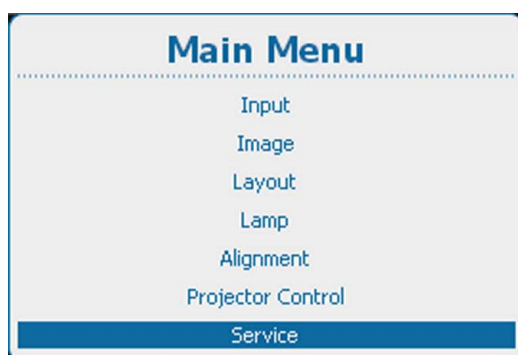 Main Menu
Input
Image
Layout
Lamp
Alignment
Projector Control
Service